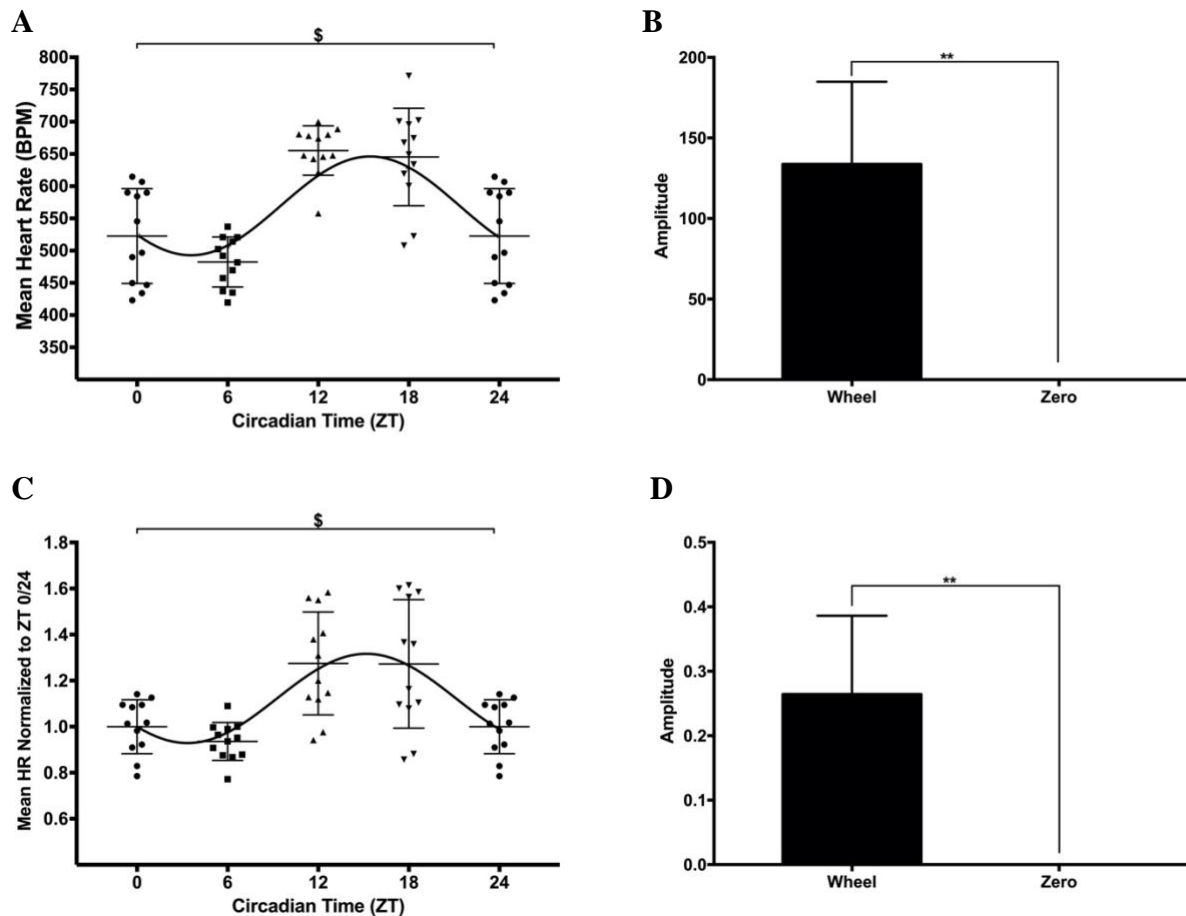 A
$
800
750
700
650
600
550
500
450
400
350
Mean Heart Rate (BPM)
0 6 12 18 24
Circadian Time (ZT)
B
**
200
150
100
50
0
Amplitude
Wheel Zero
C
$
1.8
1.6
1.4
1.2
1.0
0.8
0.6
Mean HR Normalized to ZT 0/24
0 6 12 18 24
Circadian Time (ZT)
D
**
0.5
0.4
0.3
0.2
0.1
0.0
Amplitude
Wheel Zero